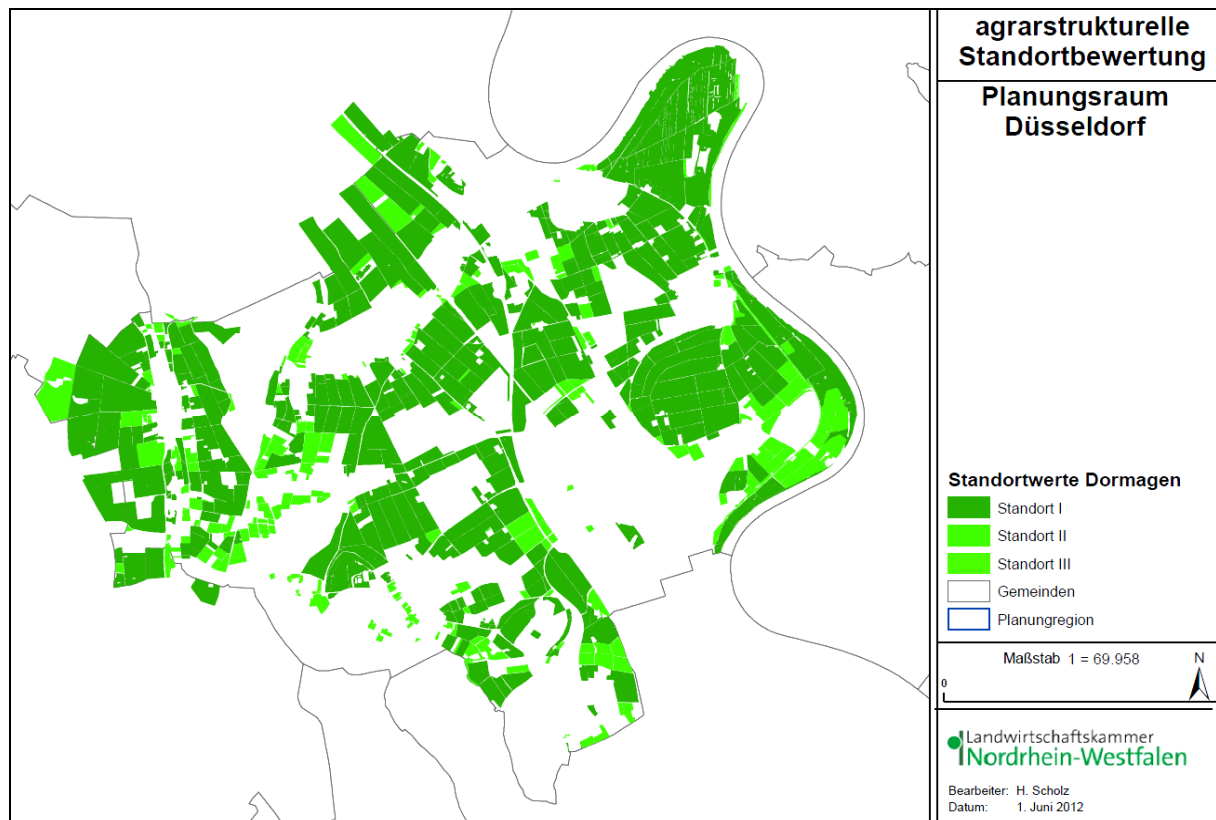 agrarstrukturelle
Standortbewertung
Planungsraum
Düsseldorf
Standortwerte Dormagen
Standort I
Standort II
Standort III
Gemeinden
Planungregion
Maßstab 1 = 69.958
N
0
Landwirtschaftskammer
Nordrhein-Westfalen
Bearbeiter: H. Scholz
Datum: 1. Juni 2012